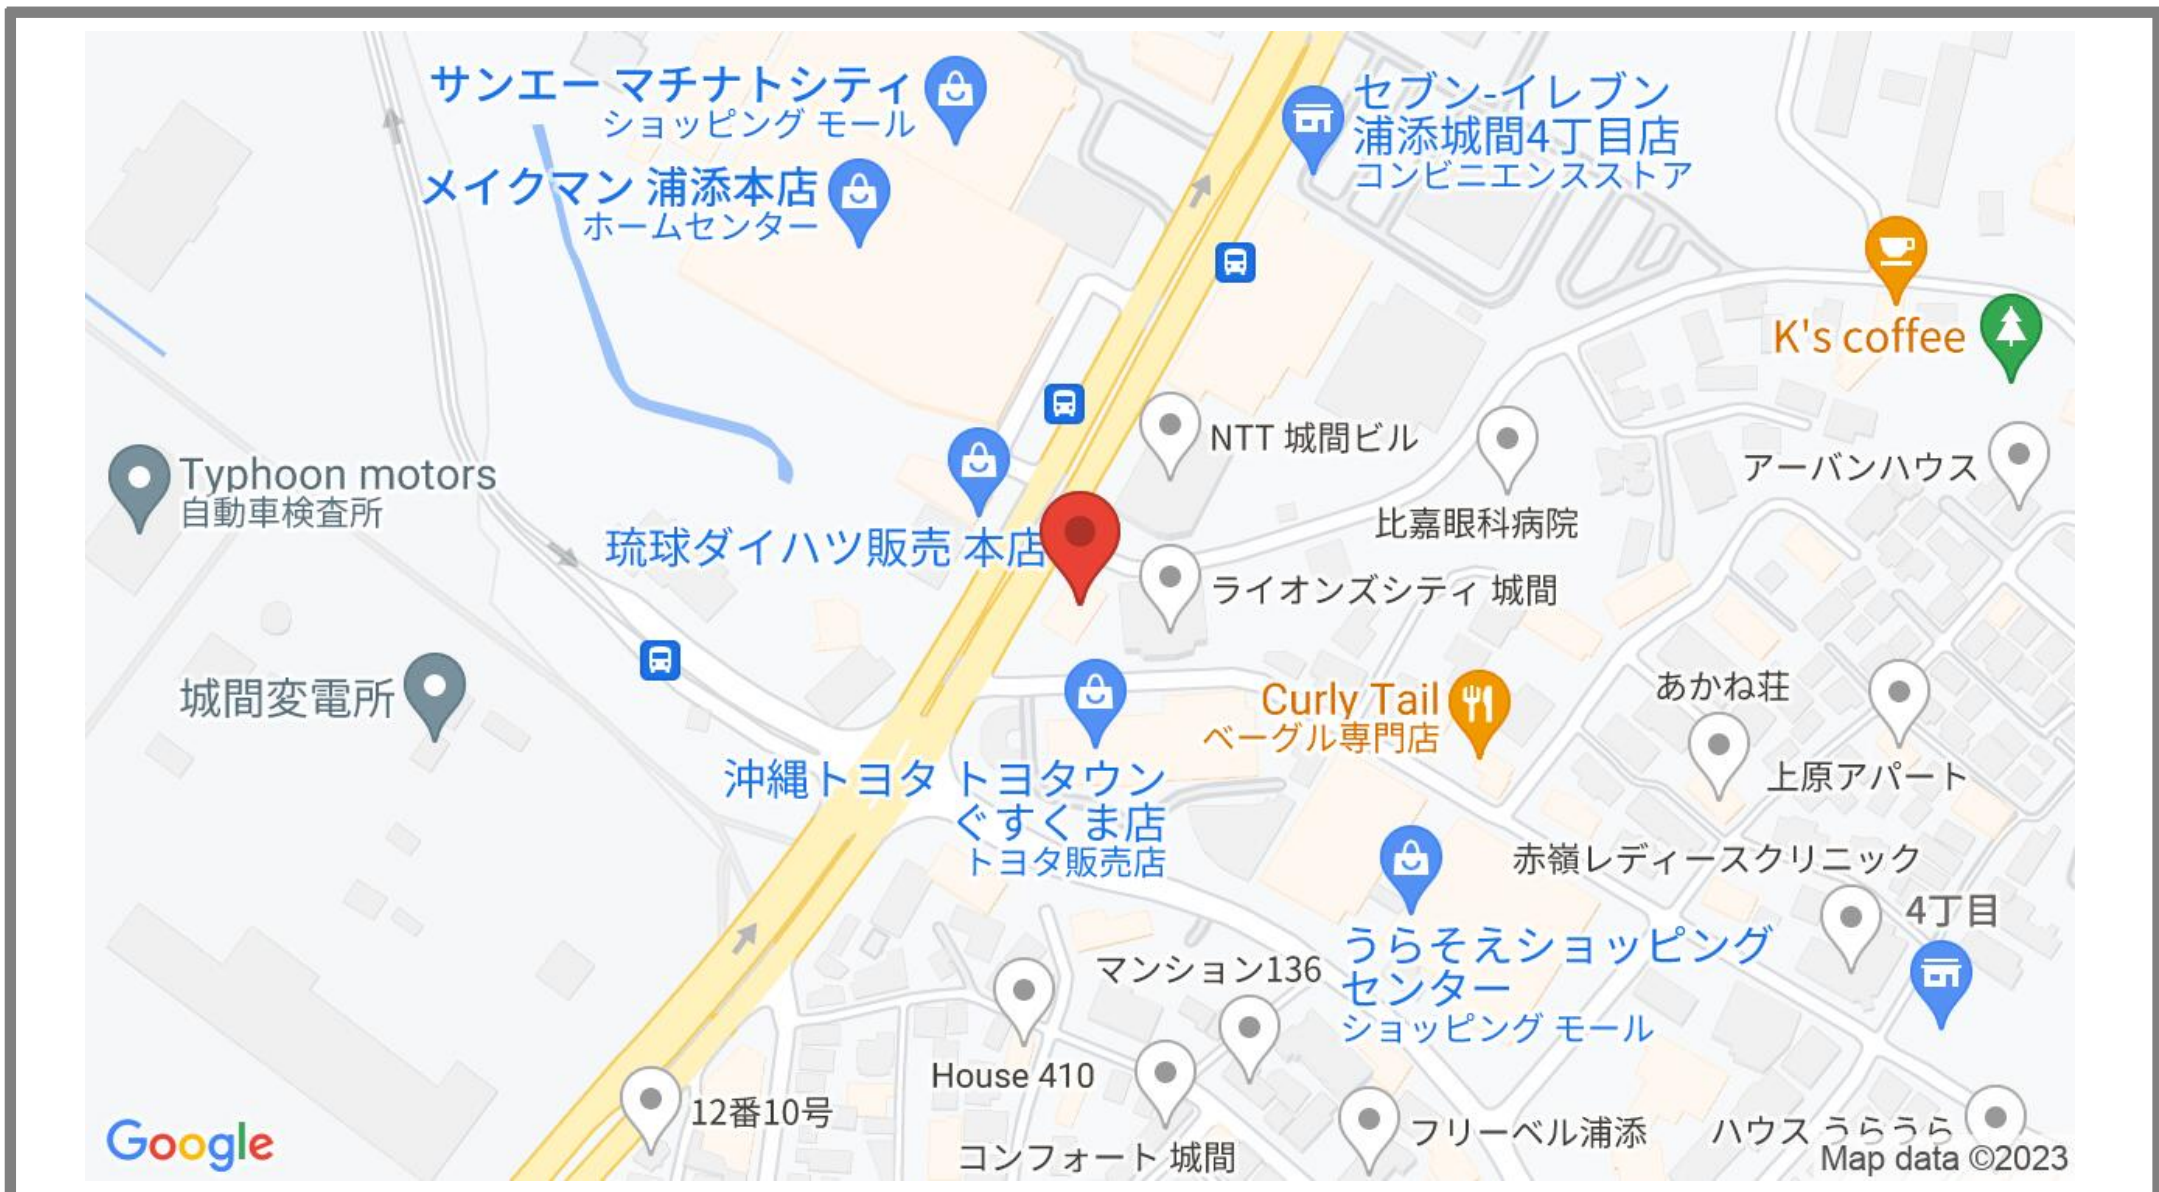 サンエー マチナトシティ
ショッピング モール
メイクマン 浦添本店
ホームセンター
セブン-イレブン
浦添城間4丁目店
コンビニエンスストア
K's coffee
NTT 城間ビル
アーバンハウス
Typhoon motors
自動車検査所
比嘉眼科病院
琉球ダイハツ販売 本店
ライオンズシティ 城間
城間変電所
Curly Tail
ベーグル専門店
あかね荘
上原アパート
沖縄トヨタ トヨタウン
ぐすくま店
トヨタ販売店
赤嶺レディースクリニック
4丁目
うらそえショッピング
センター
ショッピング モール
マンション136
House 410
12番10号
コンフォート 城間
フリーベル浦添
ハウス うらうら
Google
Map data ©2023